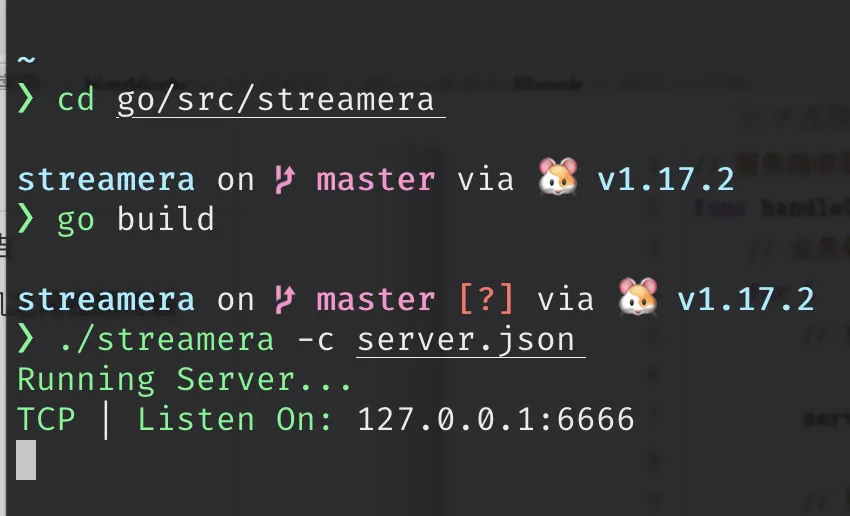 ~
❯ cd go/src/streamera
streamera on master via 🐹 v1.17.2
❯ go build
streamera on master [?] via 🐹 v1.17.2
❯ ./streamera -c server.json
Running Server...
TCP | Listen On: 127.0.0.1:6666